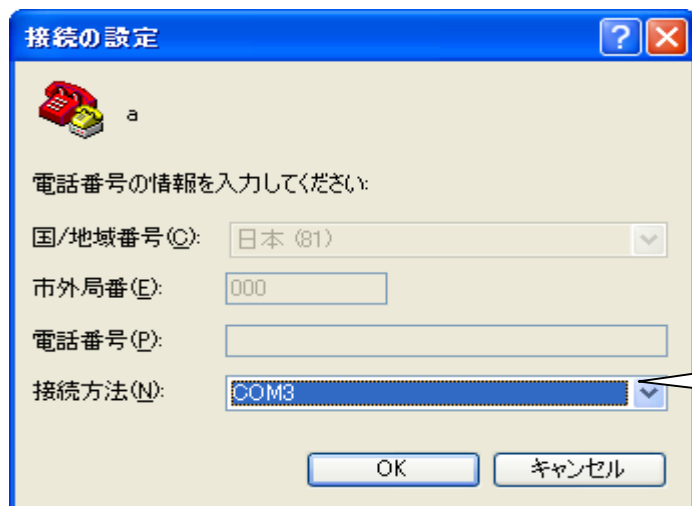 接続の設定
a
電話番号の情報を入力してください:
国/地域番号(C): 日本 (81)
市外局番(E): 000
電話番号(P):
接続方法(N): COM3
OK キャンセル